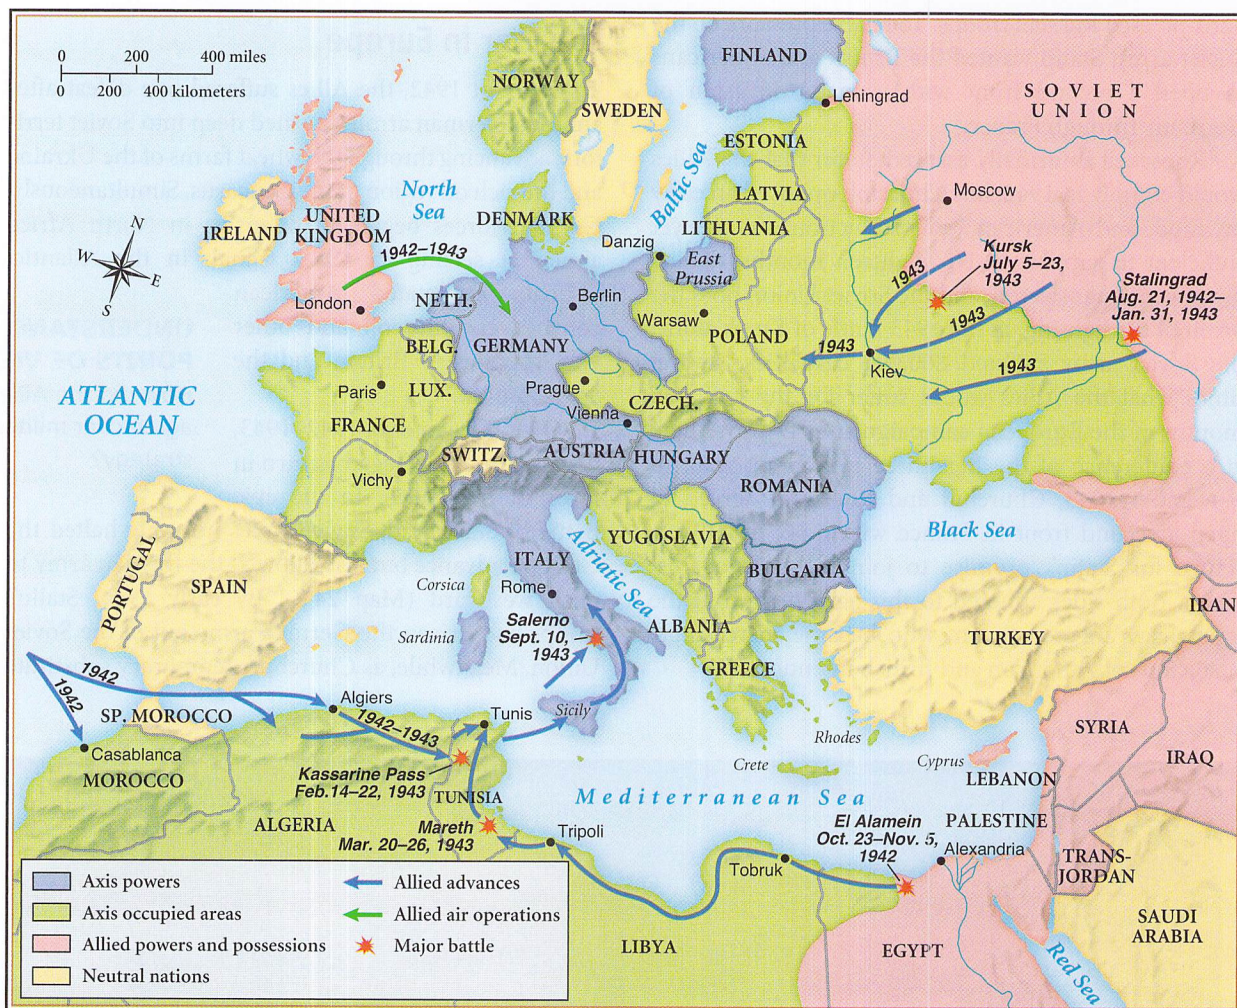 0 200 400 miles
0 200 400 kilometers
N
W
E
S
NORWAY
SWEDEN
FINLAND
Leningrad
SOVIET
UNION
ESTONIA
LATVIA
LITHUANIA
Baltic Sea
Moscow
North
Sea
DENMARK
IRELAND
UNITED
KINGDOM
1942–1943
London
Danzig
East
Prussia
Kursk
July 5–23,
1943
Stalingrad
Aug. 21, 1942–
Jan. 31, 1943
1943
1943
1943
1943
NETH.
Berlin
Warsaw
POLAND
Kiev
BELG.
GERMANY
ATLANTIC
OCEAN
Paris
LUX.
Prague
CZECH.
Vienna
FRANCE
SWITZ.
AUSTRIA
HUNGARY
Vichy
ROMANIA
Black Sea
PORTUGAL
SPAIN
ITALY
Adriatic Sea
YUGOSLAVIA
BULGARIA
Corsica
Rome
Sardinia
Salerno
Sept. 10,
1943
ALBANIA
GREECE
TURKEY
IRAN
1942
1942
SP. MOROCCO
Algiers
1942–1943
Tunis
Sicily
Rhodes
Crete
Cyprus
SYRIA
IRAQ
LEBANON
Casablanca
MOROCCO
Kassarine Pass
Feb.14–22, 1943
TUNISIA
ALGERIA
Mareth
Mar. 20–26, 1943
Tripoli
Mediterranean Sea
El Alamein
Oct. 23–Nov. 5,
1942
PALESTINE
Alexandria
TRANS-
JORDAN
Tobruk
LIBYA
EGYPT
SAUDI
ARABIA
Red Sea
Axis powers
Axis occupied areas
Allied powers and possessions
Neutral nations
Allied advances
Allied air operations
Major battle